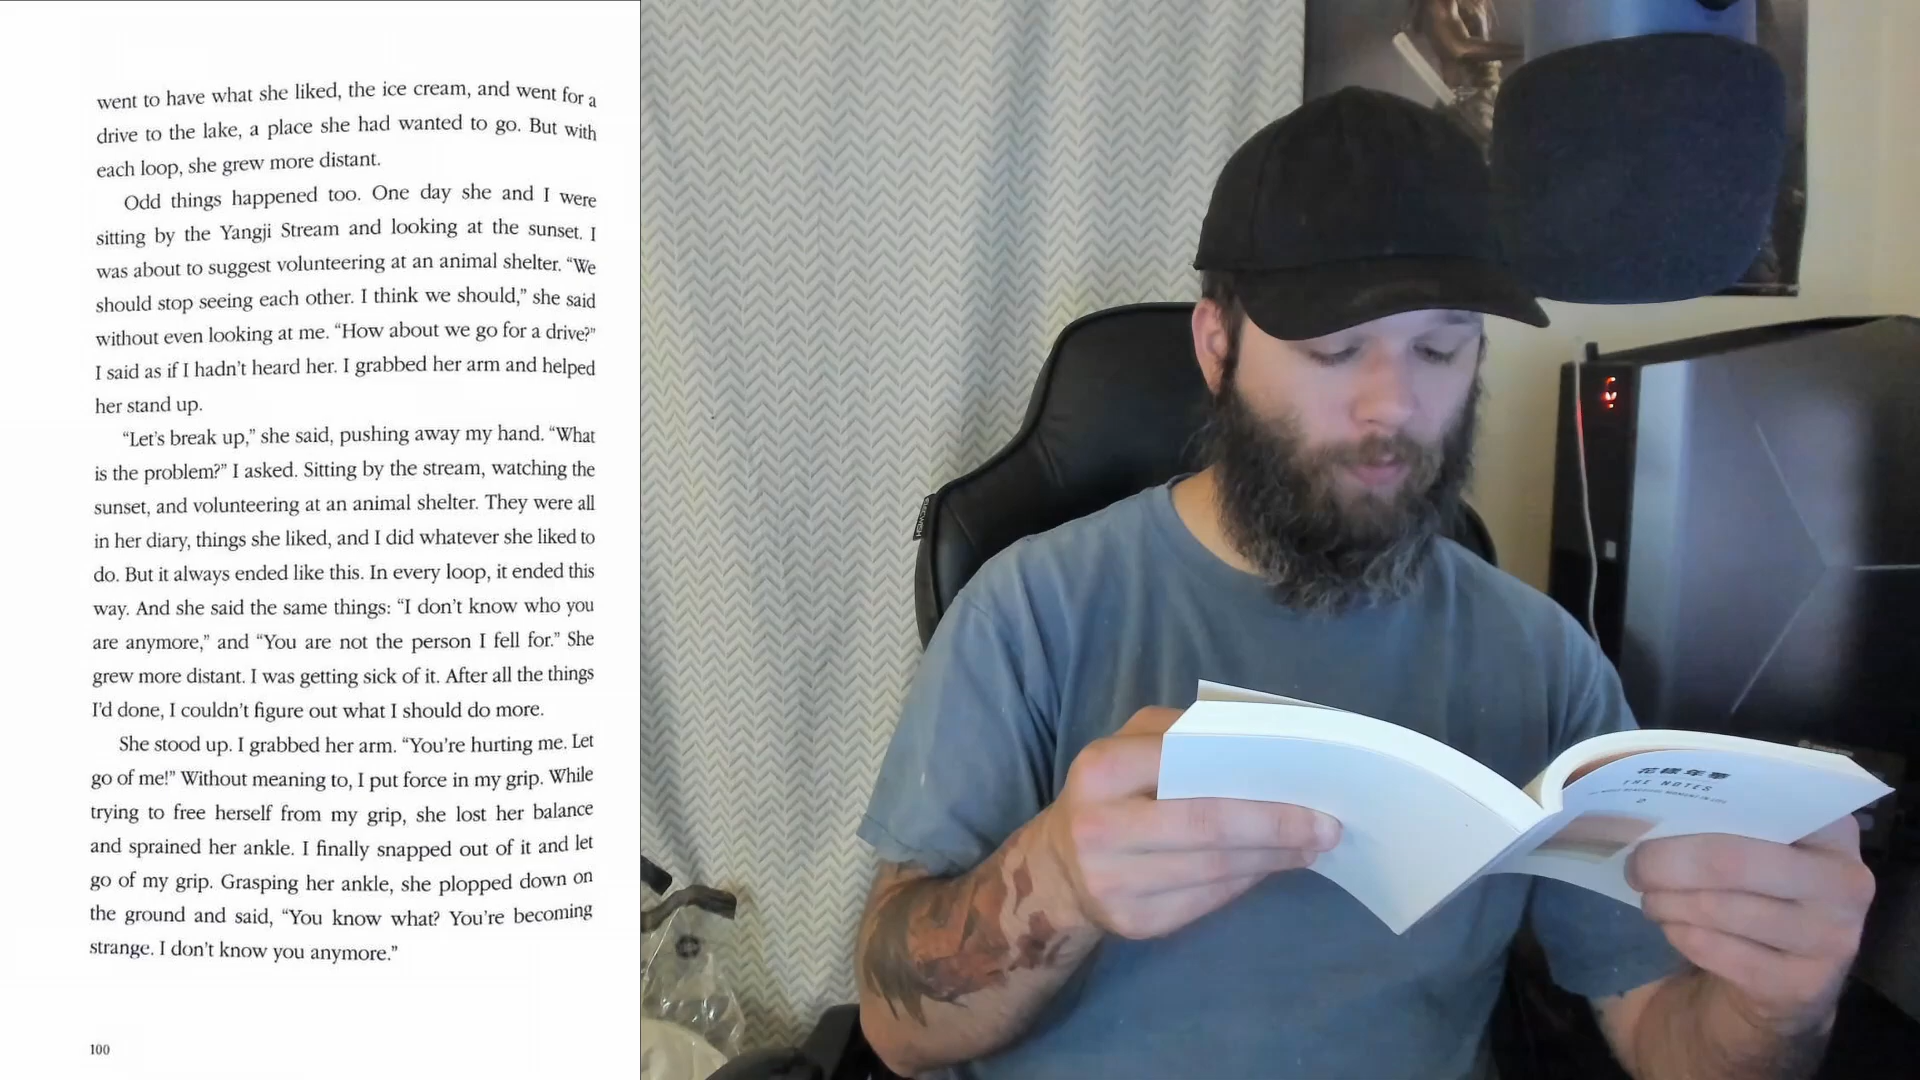 went to have what she liked, the ice cream, and went for a
drive to the lake, a place she had wanted to go. But with
each loop, she grew more distant.
Odd things happened too. One day she and I were
sitting by the Yangji Stream and looking at the sunset. I
was about to suggest volunteering at an animal shelter. “We
should stop seeing each other. I think we should,” she said
without even looking at me. “How about we go for a drive?”
I said as if I hadn’t heard her. I grabbed her arm and helped
her stand up.
“Let’s break up,” she said, pushing away my hand. “What
is the problem?” I asked. Sitting by the stream, watching the
sunset, and volunteering at an animal shelter. They were all
in her diary, things she liked, and I did whatever she liked to
do. But it always ended like this. In every loop, it ended this
way. And she said the same things: “I don’t know who you
are anymore,” and “You are not the person I fell for.” She
grew more distant. I was getting sick of it. After all the things
I’d done, I couldn’t figure out what I should do more.
She stood up. I grabbed her arm. “You’re hurting me. Let
go of me!” Without meaning to, I put force in my grip. While
trying to free herself from my grip, she lost her balance
and sprained her ankle. I finally snapped out of it and let
go of my grip. Grasping her ankle, she plopped down on
the ground and said, “You know what? You’re becoming
strange. I don’t know you anymore.”
100
花樣年華
THE NOTES
THE MOST BEAUTIFUL MOMENT IN LIFE
2